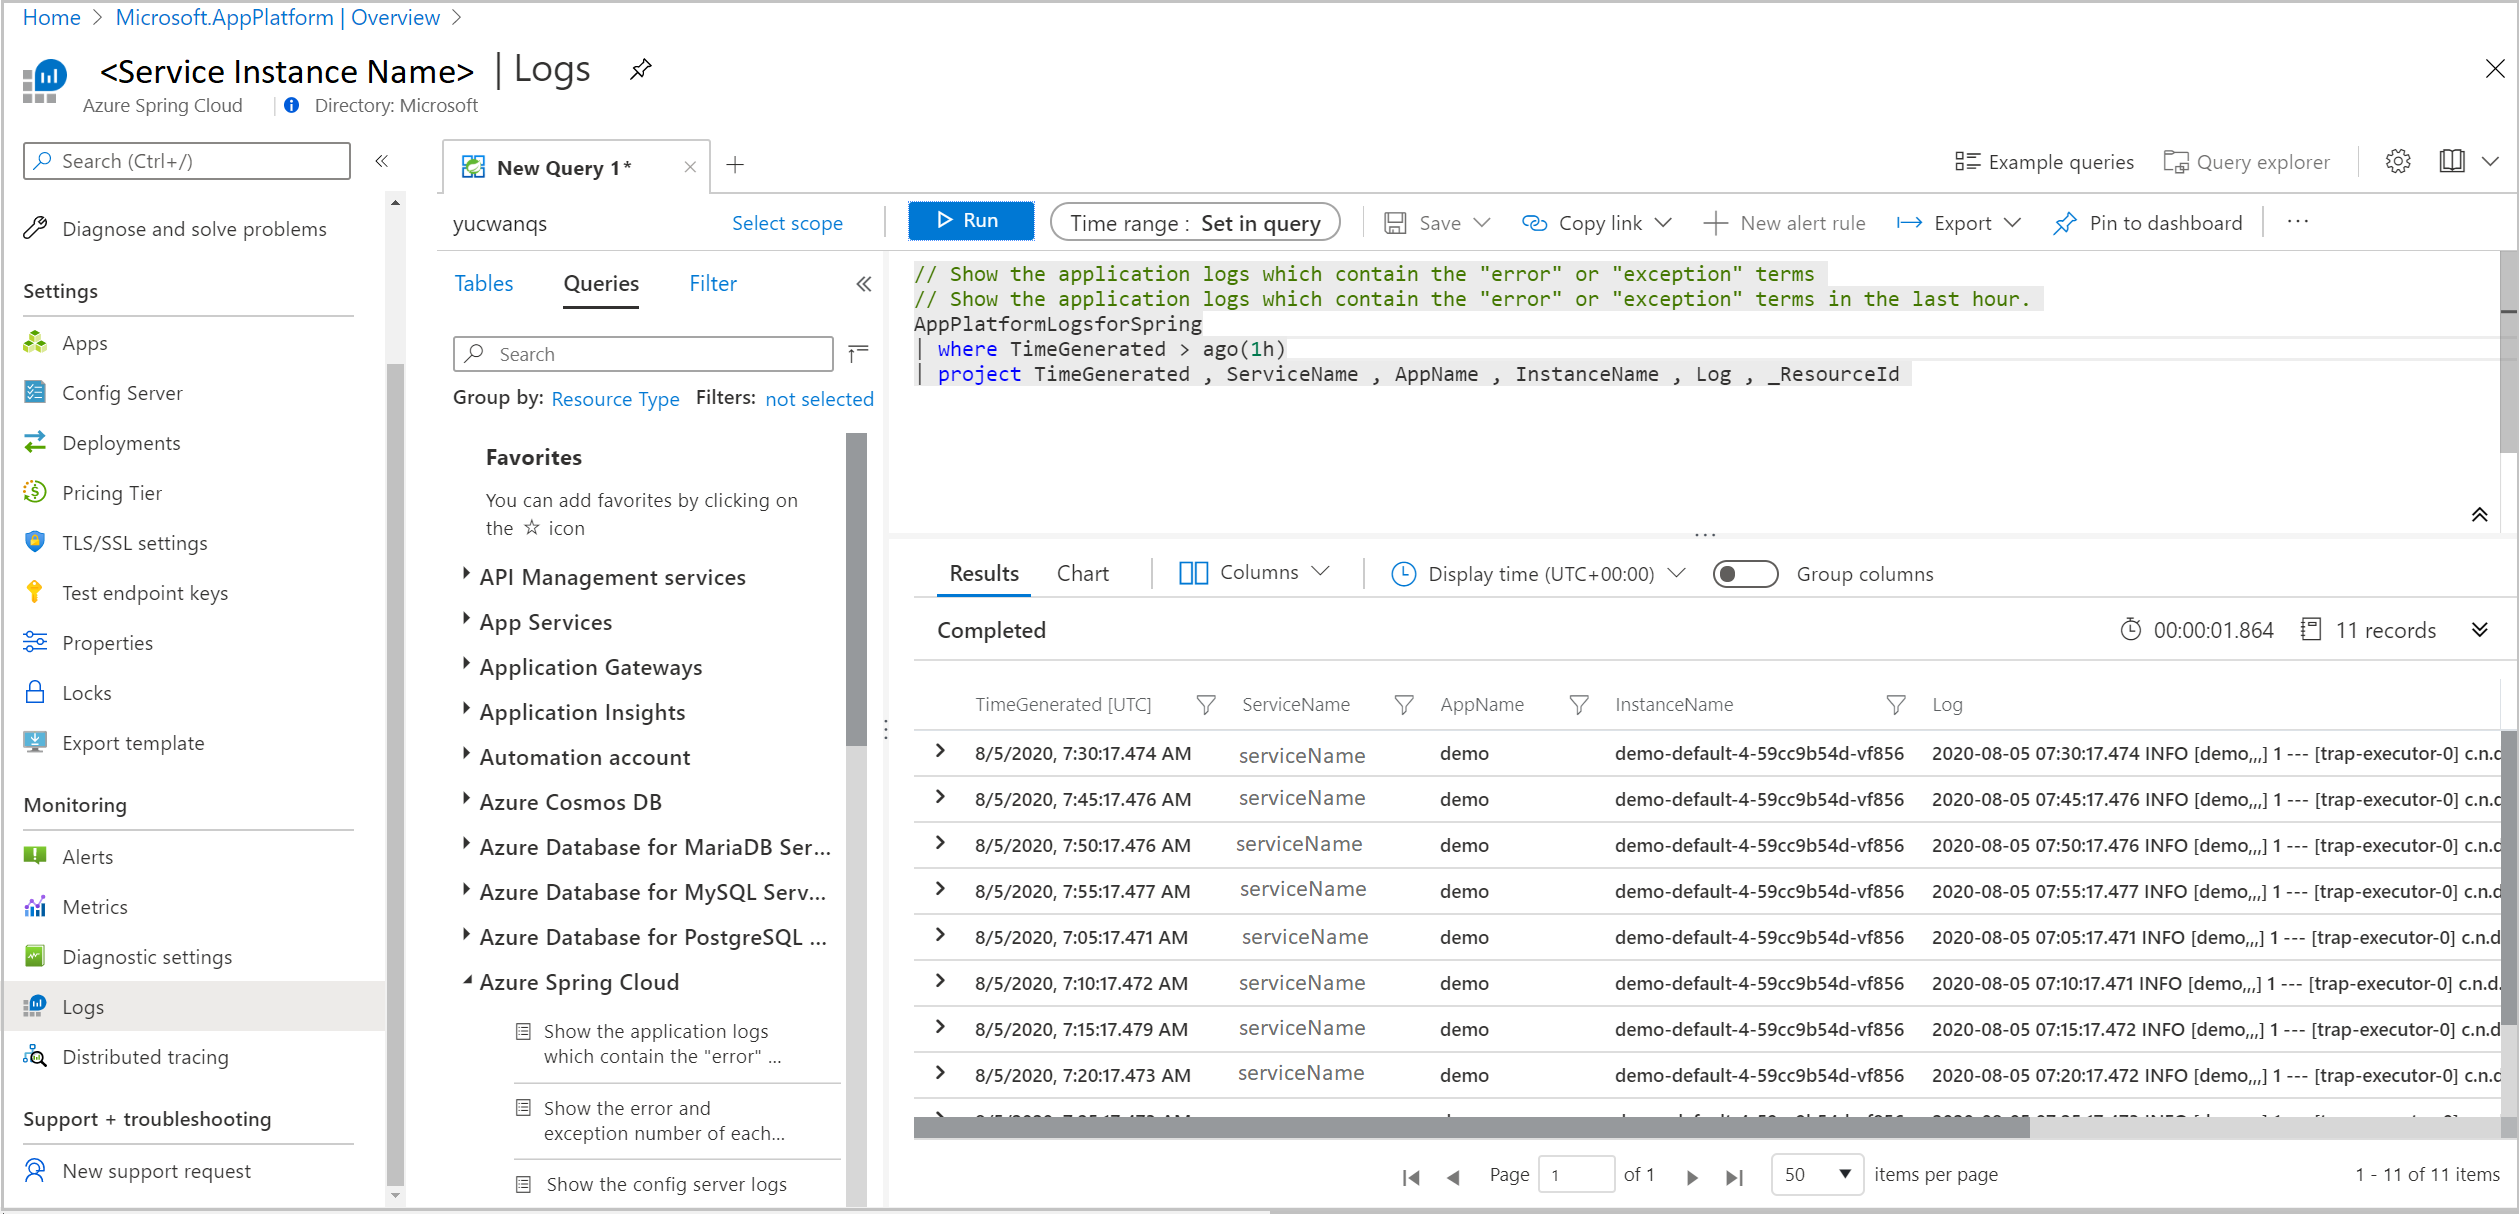 Home > Microsoft.AppPlatform | Overview >
<Service Instance Name> | Logs
Azure Spring Cloud | Directory: Microsoft
Search (Ctrl+/)
Diagnose and solve problems
Settings
Apps
Config Server
Deployments
Pricing Tier
TLS/SSL settings
Test endpoint keys
Properties
Locks
Export template
Monitoring
Alerts
Metrics
Diagnostic settings
Logs
Distributed tracing
Support + troubleshooting
New support request
New Query 1*
Example queries
Query explorer
yucwanqs
Select scope
Run
Time range : Set in query
Save
Copy link
New alert rule
Export
Pin to dashboard
Tables
Queries
Filter
Search
Group by: Resource Type Filters: not selected
Favorites
You can add favorites by clicking on
the ☆ icon
API Management services
App Services
Application Gateways
Application Insights
Automation account
Azure Cosmos DB
Azure Database for MariaDB Ser...
Azure Database for MySQL Serv...
Azure Database for PostgreSQL ...
Azure Spring Cloud
Show the application logs
which contain the "error" ...
Show the error and
exception number of each...
Show the config server logs
// Show the application logs which contain the "error" or "exception" terms
// Show the application logs which contain the "error" or "exception" terms in the last hour.
AppPlatformLogsforSpring
| where TimeGenerated > ago(1h)
| project TimeGenerated , ServiceName , AppName , InstanceName , Log , _ResourceId
Results
Chart
Columns
Display time (UTC+00:00)
Group columns
Completed
00:00:01.864
11 records
TimeGenerated [UTC] ServiceName AppName InstanceName Log
8/5/2020, 7:30:17.474 AM serviceName demo demo-default-4-59cc9b54d-vf856 2020-08-05 07:30:17.474 INFO [demo,,,] 1 --- [trap-executor-0] c.n.d
8/5/2020, 7:45:17.476 AM serviceName demo demo-default-4-59cc9b54d-vf856 2020-08-05 07:45:17.476 INFO [demo,,,] 1 --- [trap-executor-0] c.n.d
8/5/2020, 7:50:17.476 AM serviceName demo demo-default-4-59cc9b54d-vf856 2020-08-05 07:50:17.476 INFO [demo,,,] 1 --- [trap-executor-0] c.n.d
8/5/2020, 7:55:17.477 AM serviceName demo demo-default-4-59cc9b54d-vf856 2020-08-05 07:55:17.477 INFO [demo,,,] 1 --- [trap-executor-0] c.n.d
8/5/2020, 7:05:17.471 AM serviceName demo demo-default-4-59cc9b54d-vf856 2020-08-05 07:05:17.471 INFO [demo,,,] 1 --- [trap-executor-0] c.n.d
8/5/2020, 7:10:17.472 AM serviceName demo demo-default-4-59cc9b54d-vf856 2020-08-05 07:10:17.471 INFO [demo,,,] 1 --- [trap-executor-0] c.n.d.
8/5/2020, 7:15:17.479 AM serviceName demo demo-default-4-59cc9b54d-vf856 2020-08-05 07:15:17.472 INFO [demo,,,] 1 --- [trap-executor-0] c.n.d
8/5/2020, 7:20:17.473 AM serviceName demo demo-default-4-59cc9b54d-vf856 2020-08-05 07:20:17.472 INFO [demo,,,] 1 --- [trap-executor-0] c.n.d
Page 1 of 1
50 items per page
1 - 11 of 11 items